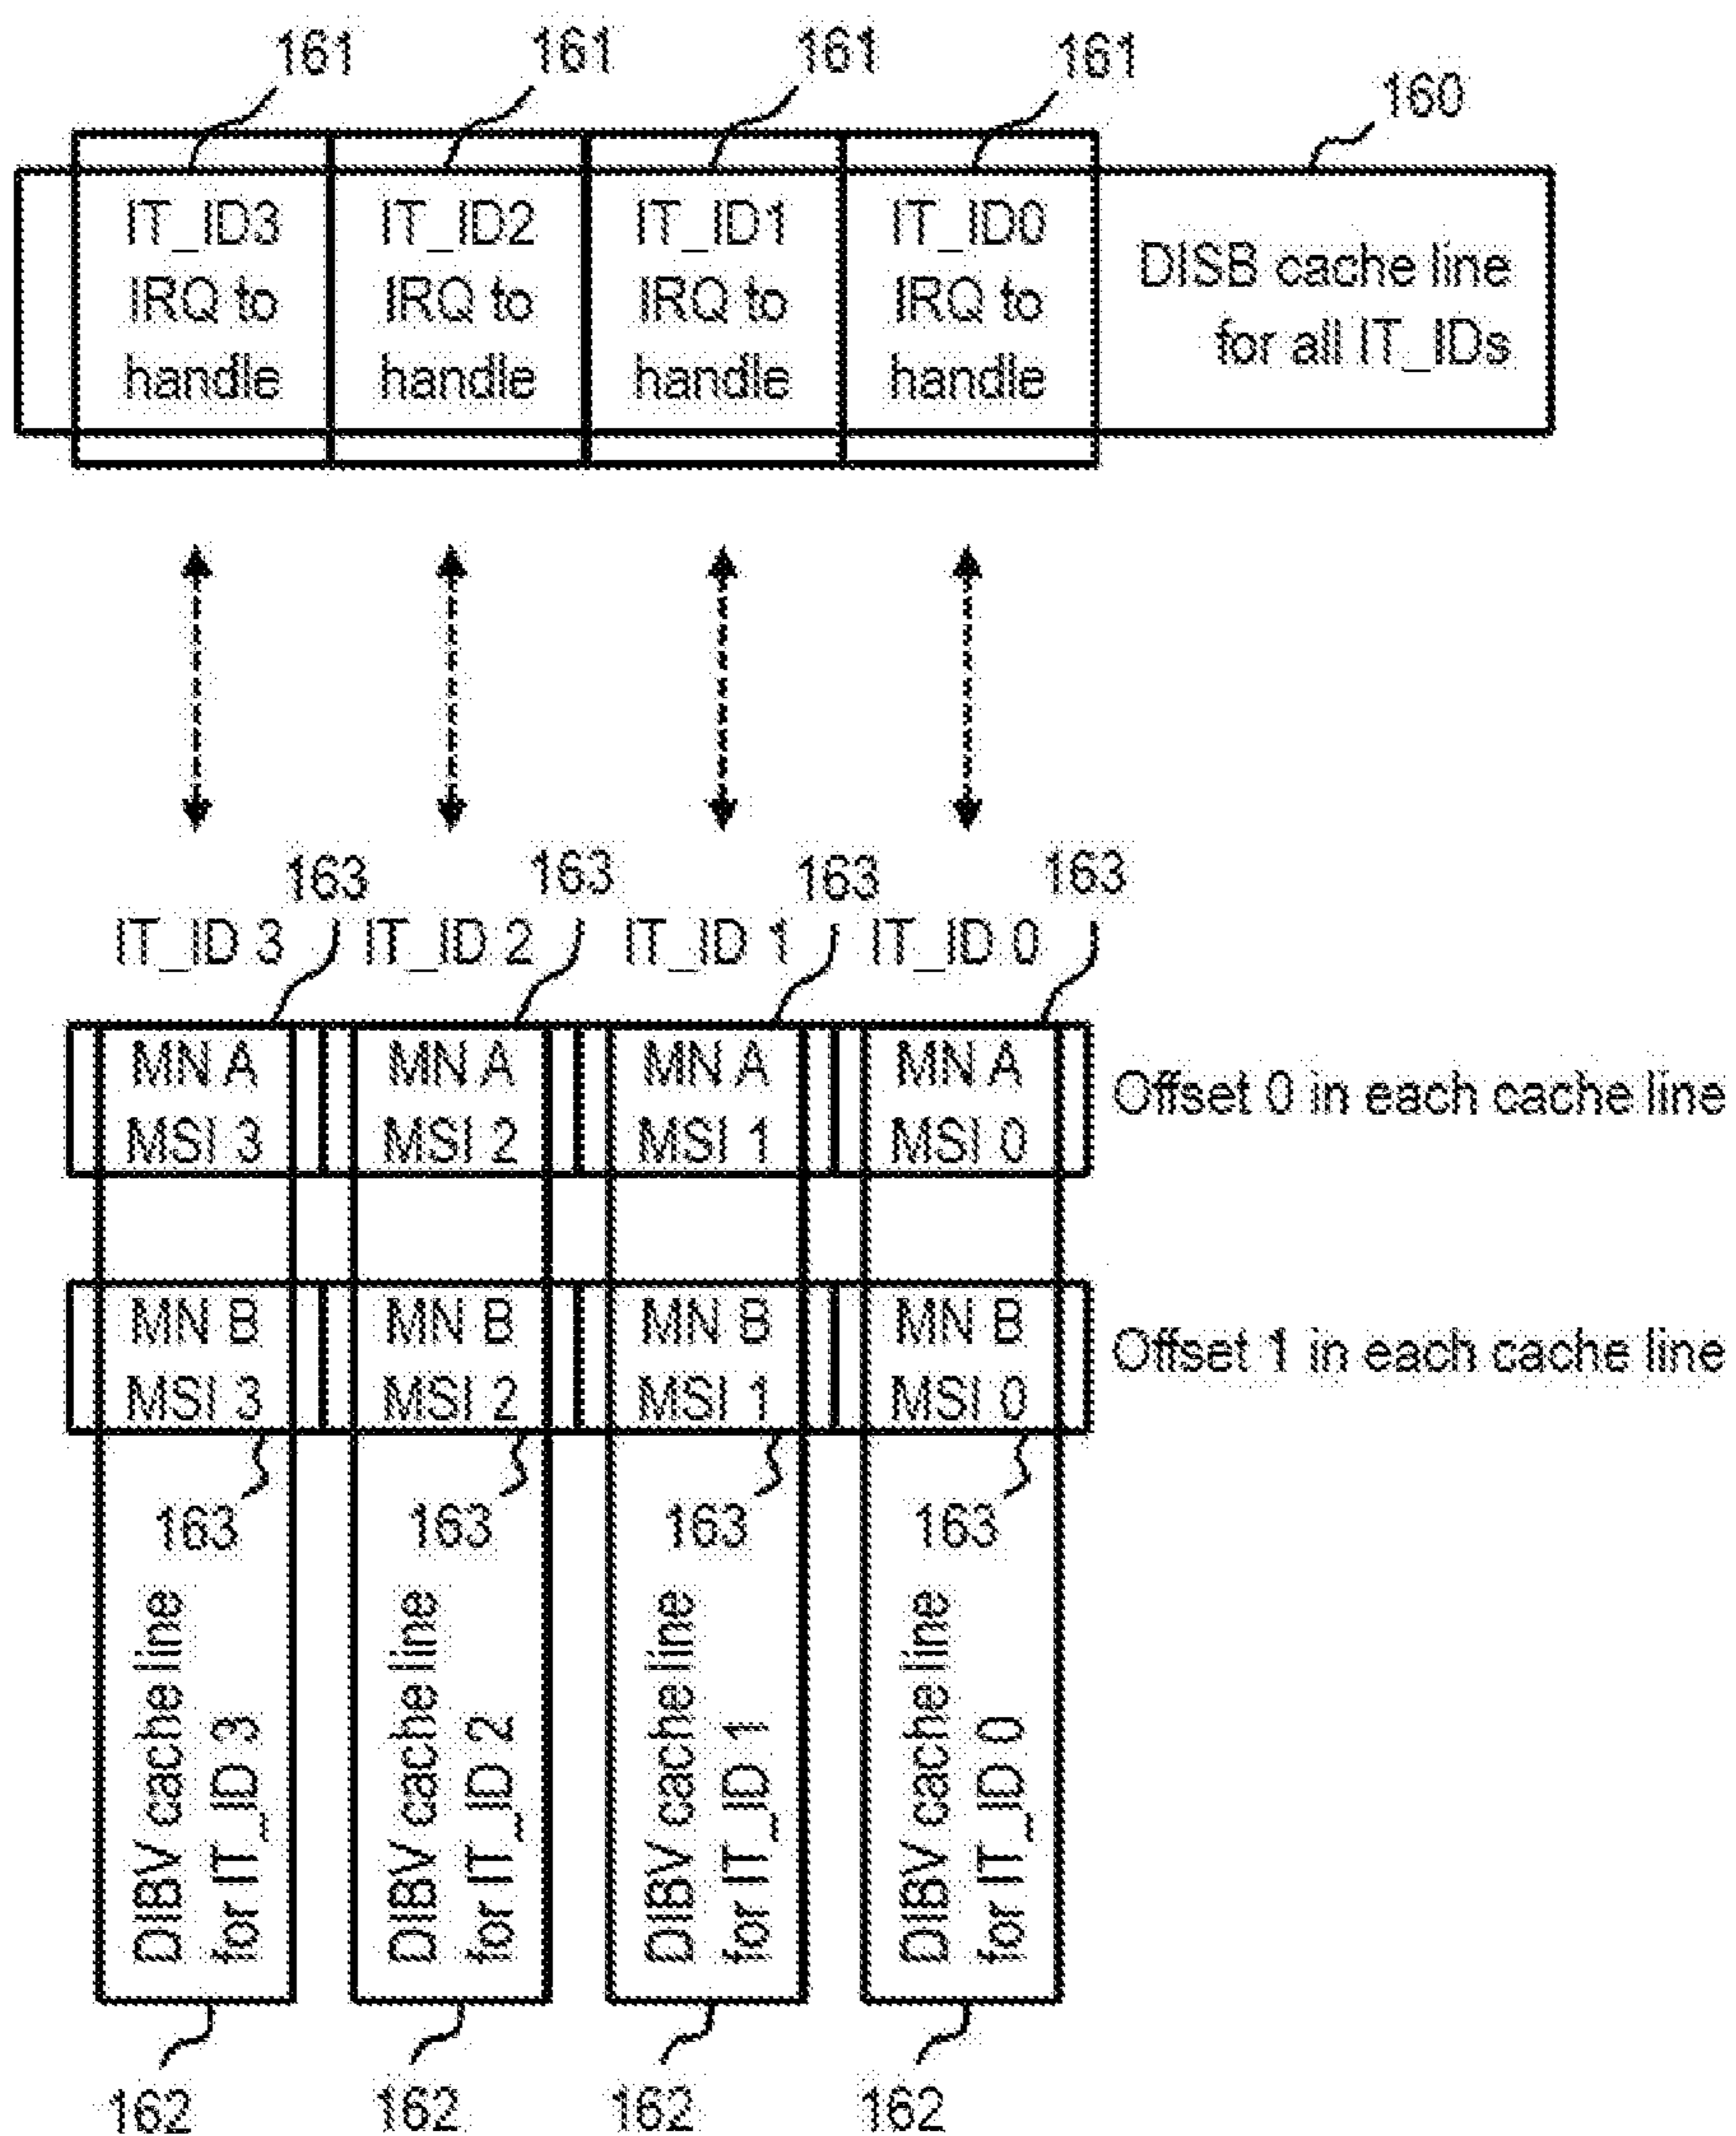 161 161 161 161 160
IT_ID3 IT_ID2 IT_ID1 IT_ID0
IRQ to IRQ to IRQ to IRQ to
handle handle handle handle
DISB cache line
for all IT_IDs
163 163 163 163
IT_ID 3 IT_ID 2 IT_ID 1 IT_ID 0
MN A MN A MN A MN A
MSI 3 MSI 2 MSI 1 MSI 0
Offset 0 in each cache line
MN B MN B MN B MN B
MSI 3 MSI 2 MSI 1 MSI 0
Offset 1 in each cache line
163 163 163 163
DIBV cache line
for IT_ID 3
DIBV cache line
for IT_ID 2
DIBV cache line
for IT_ID 1
DIBV cache line
for IT_ID 0
162 162 162 162